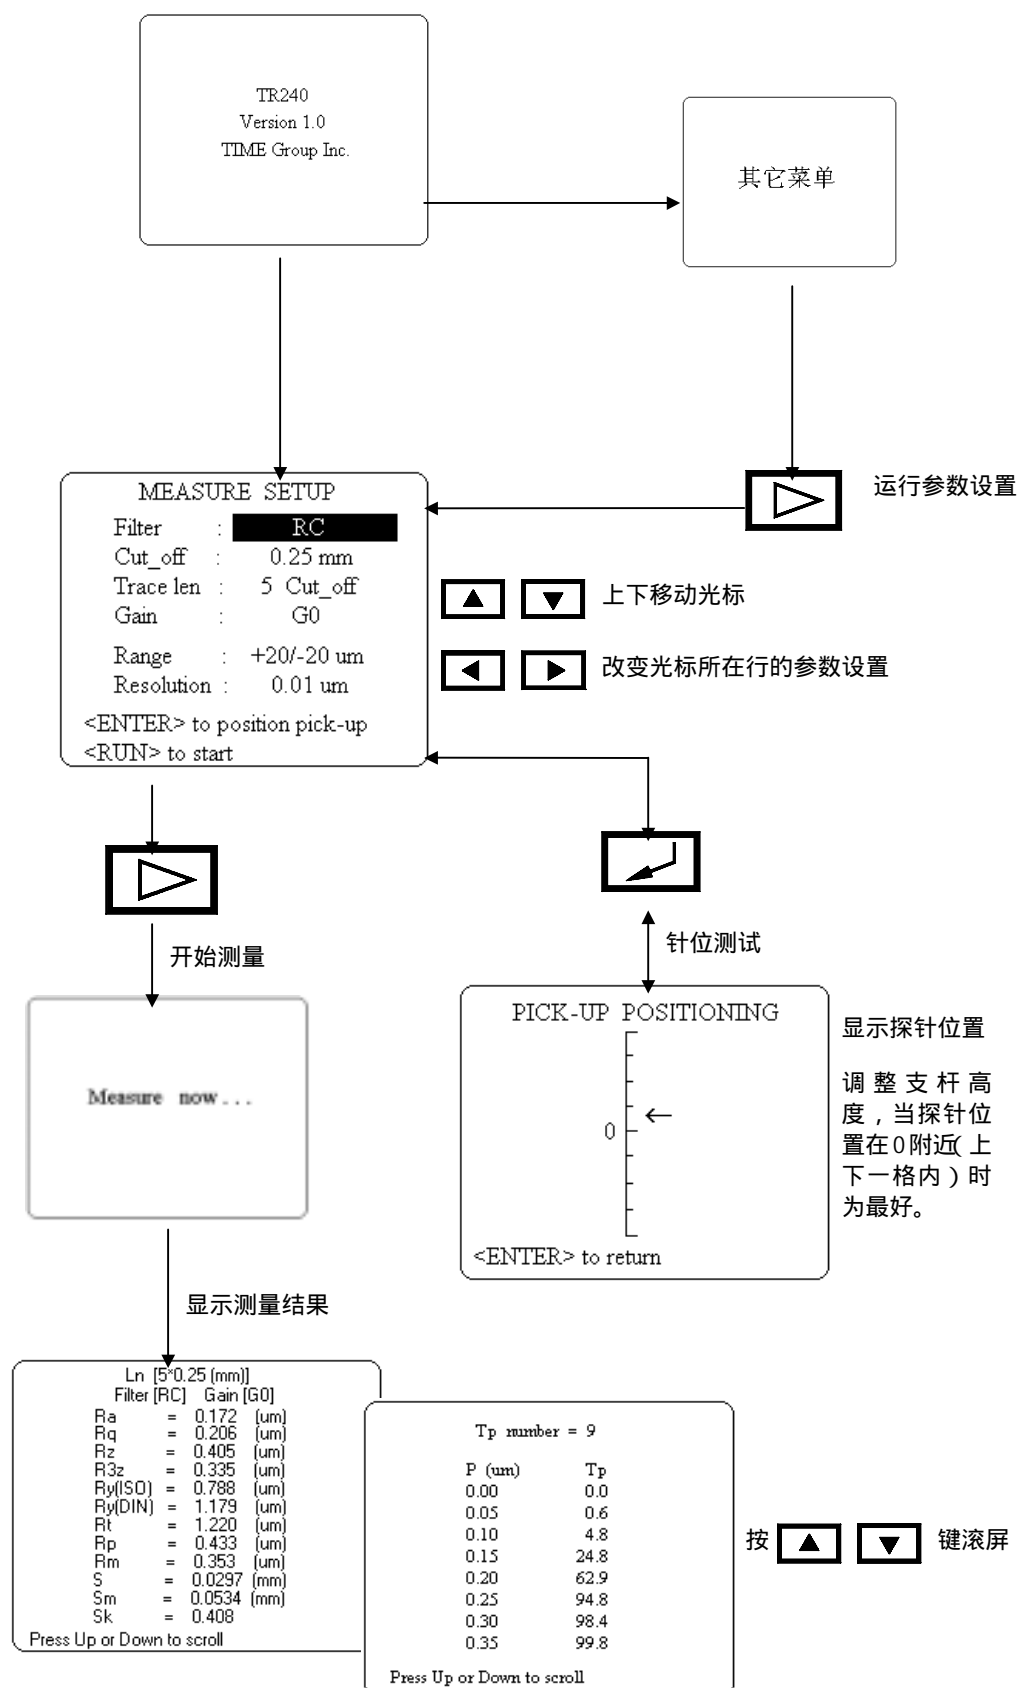 TR240
Version 1.0
TIME Group Inc.
其它菜单
MEASURE SETUP
Filter : RC
Cut_off : 0.25 mm
Trace len : 5 Cut_off
Gain : G0
Range : +20/-20 um
Resolution : 0.01 um
<ENTER> to position pick-up
<RUN> to start
运行参数设置
上下移动光标
改变光标所在行的参数设置
开始测量
针位测试
Measure now...
PICK-UP POSITIONING
0
<ENTER> to return
显示探针位置
调整支杆高
度，当探针位
置在0附近（上
下一格内）时
为最好。
显示测量结果
Ln [5*0.25 (mm)]
Filter [RC] Gain [G0]
Ra = 0.172 (um)
Rq = 0.206 (um)
Rz = 0.405 (um)
R3z = 0.335 (um)
Ry(ISO) = 0.788 (um)
Ry(DIN) = 1.179 (um)
Rt = 1.220 (um)
Rp = 0.433 (um)
Rm = 0.353 (um)
S = 0.0297 (mm)
Sm = 0.0534 (mm)
Sk = 0.408
Press Up or Down to scroll
Tp number = 9
P (um) Tp
0.00 0.0
0.05 0.6
0.10 4.8
0.15 24.8
0.20 62.9
0.25 94.8
0.30 98.4
0.35 99.8
Press Up or Down to scroll
按 键滚屏